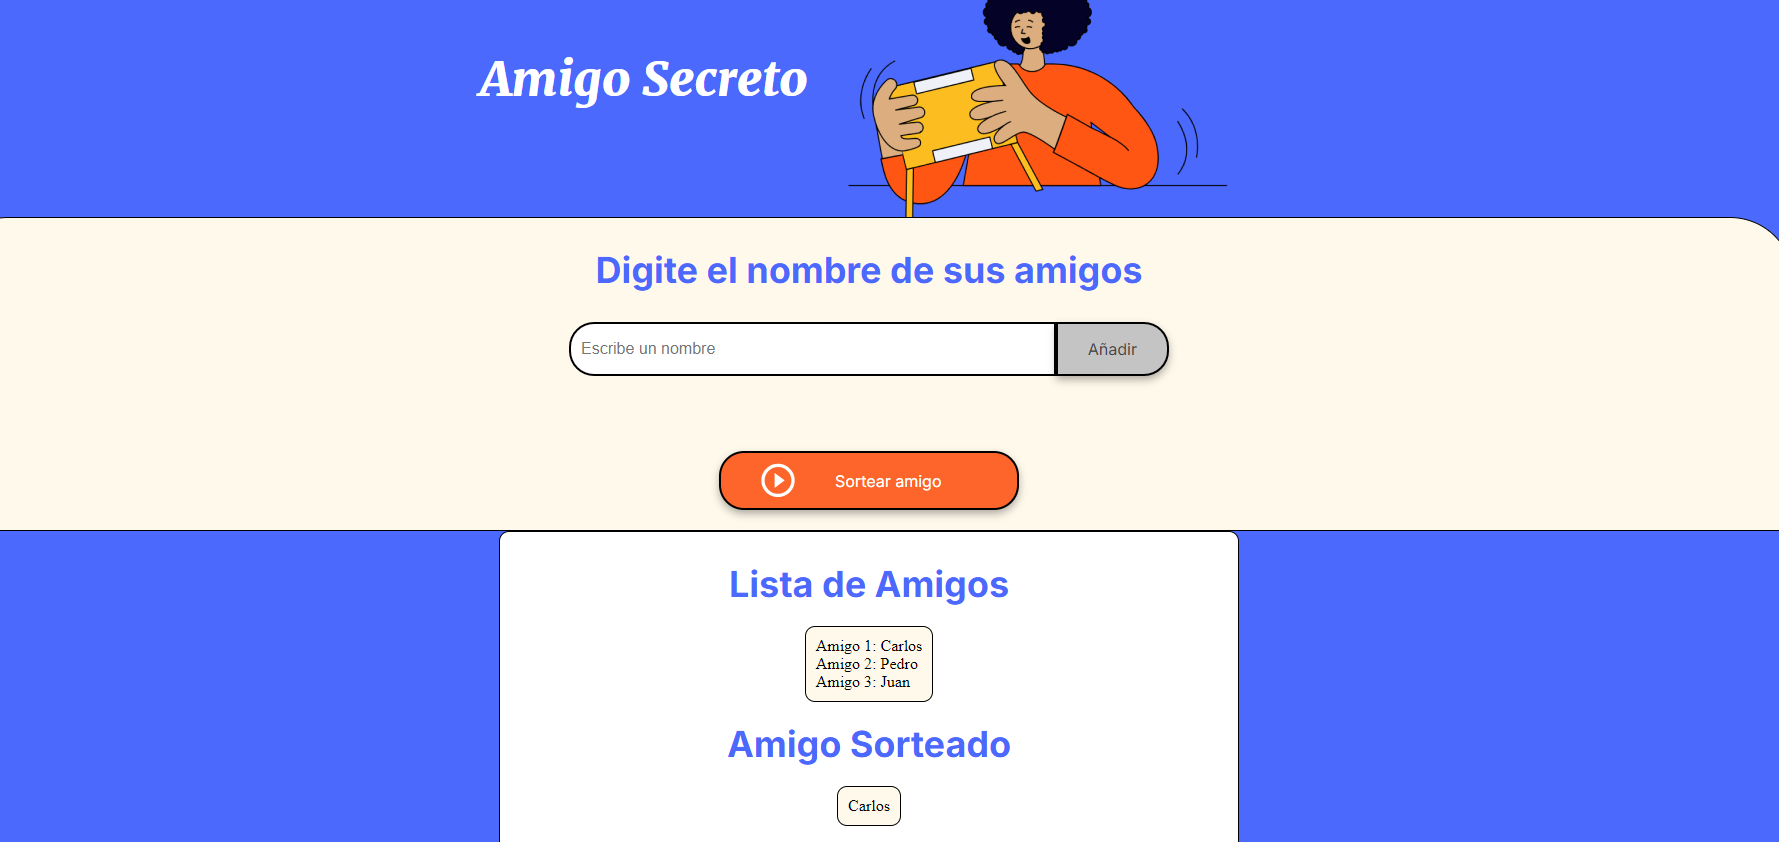 Amigo Secreto
Digite el nombre de sus amigos
Escribe un nombre
Añadir
Sortear amigo
Lista de Amigos
Amigo 1: Carlos
Amigo 2: Pedro
Amigo 3: Juan
Amigo Sorteado
Carlos